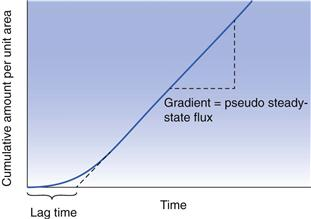 Cumulative amount per unit area
Gradient = pseudo steady-
state flux
Time
Lag time